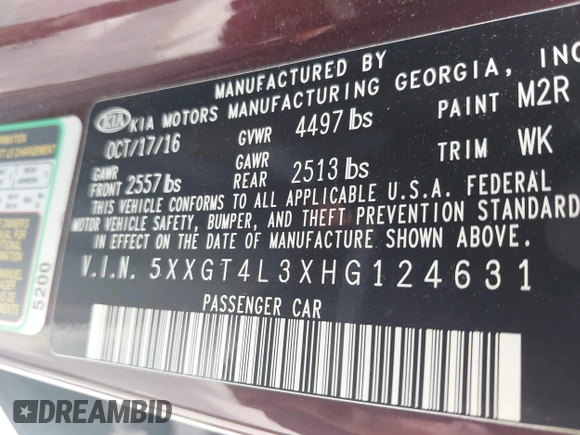 MANUFACTURED BY
KIA KIA MOTORS MANUFACTURING GEORGIA, INC
OCT/17/16 GVWR 4497 lbs PAINT M2R
GAWR FRONT 2557 lbs GAWR REAR 2513 lbs TRIM WK
THIS VEHICLE CONFORMS TO ALL APPLICABLE U.S.A. FEDERAL
MOTOR VEHICLE SAFETY, BUMPER, AND THEFT PREVENTION STANDARD
IN EFFECT ON THE DATE OF MANUFACTURE SHOWN ABOVE.
V.I.N. 5XXGT4L3XHG124631
PASSENGER CAR
5200
DREAMBID